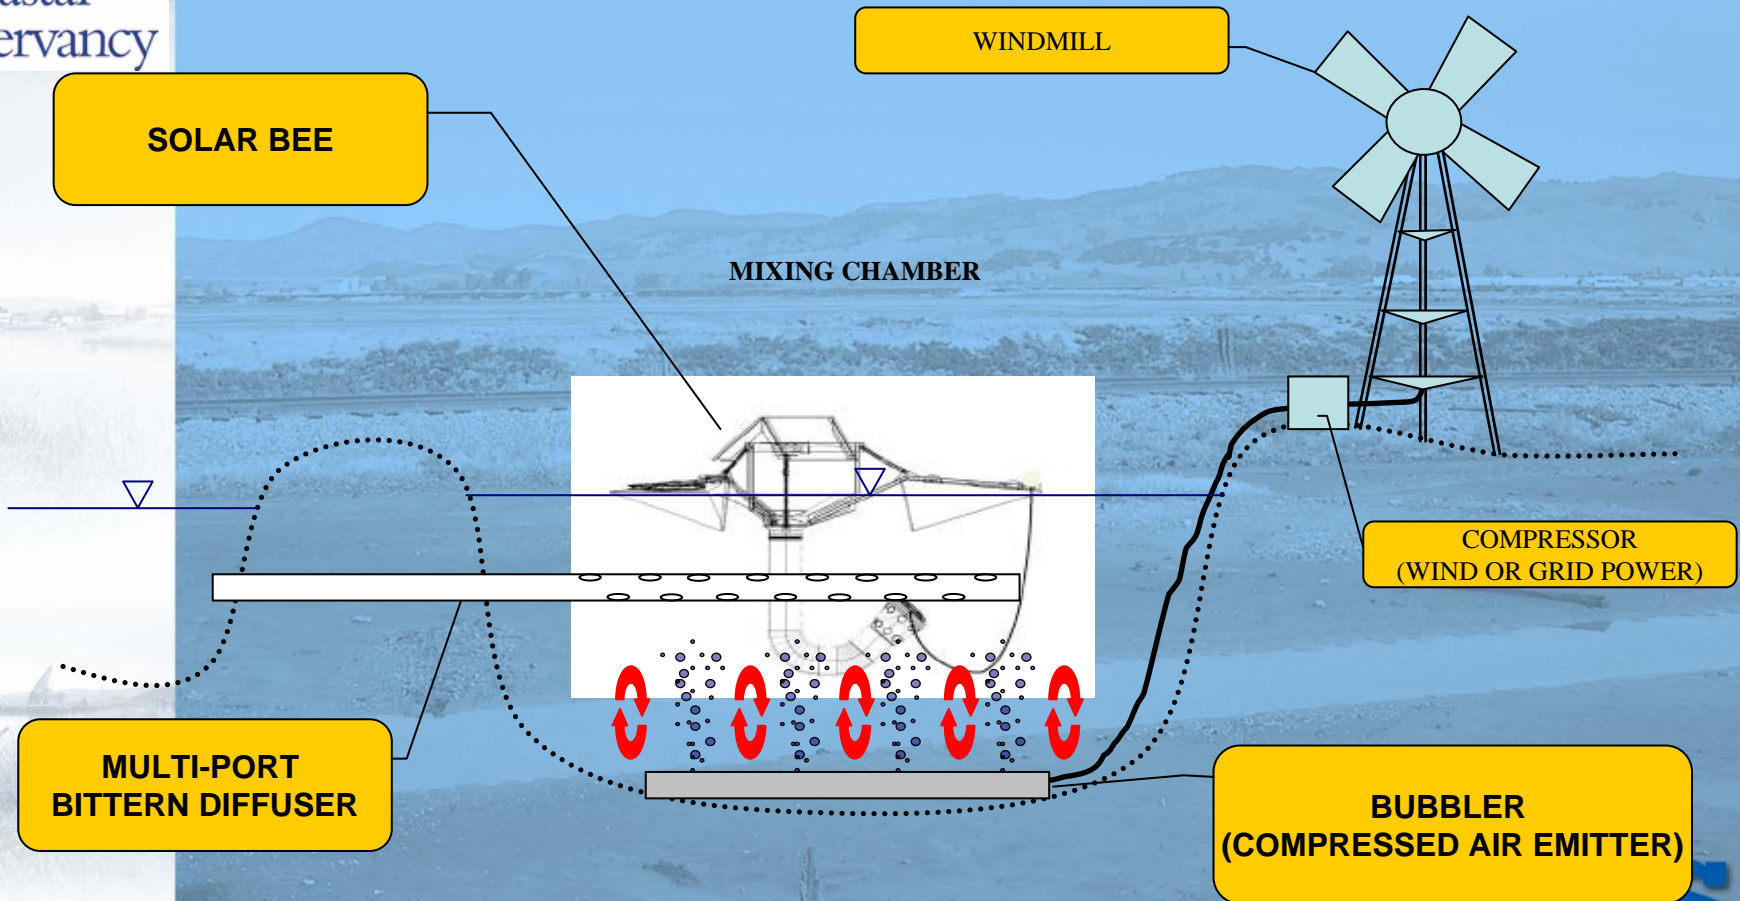 ervancy
WINDMILL
SOLAR BEE
MIXING CHAMBER
COMPRESSOR
(WIND OR GRID POWER)
MULTI-PORT
BITTERN DIFFUSER
BUBBLER
(COMPRESSED AIR EMITTER)